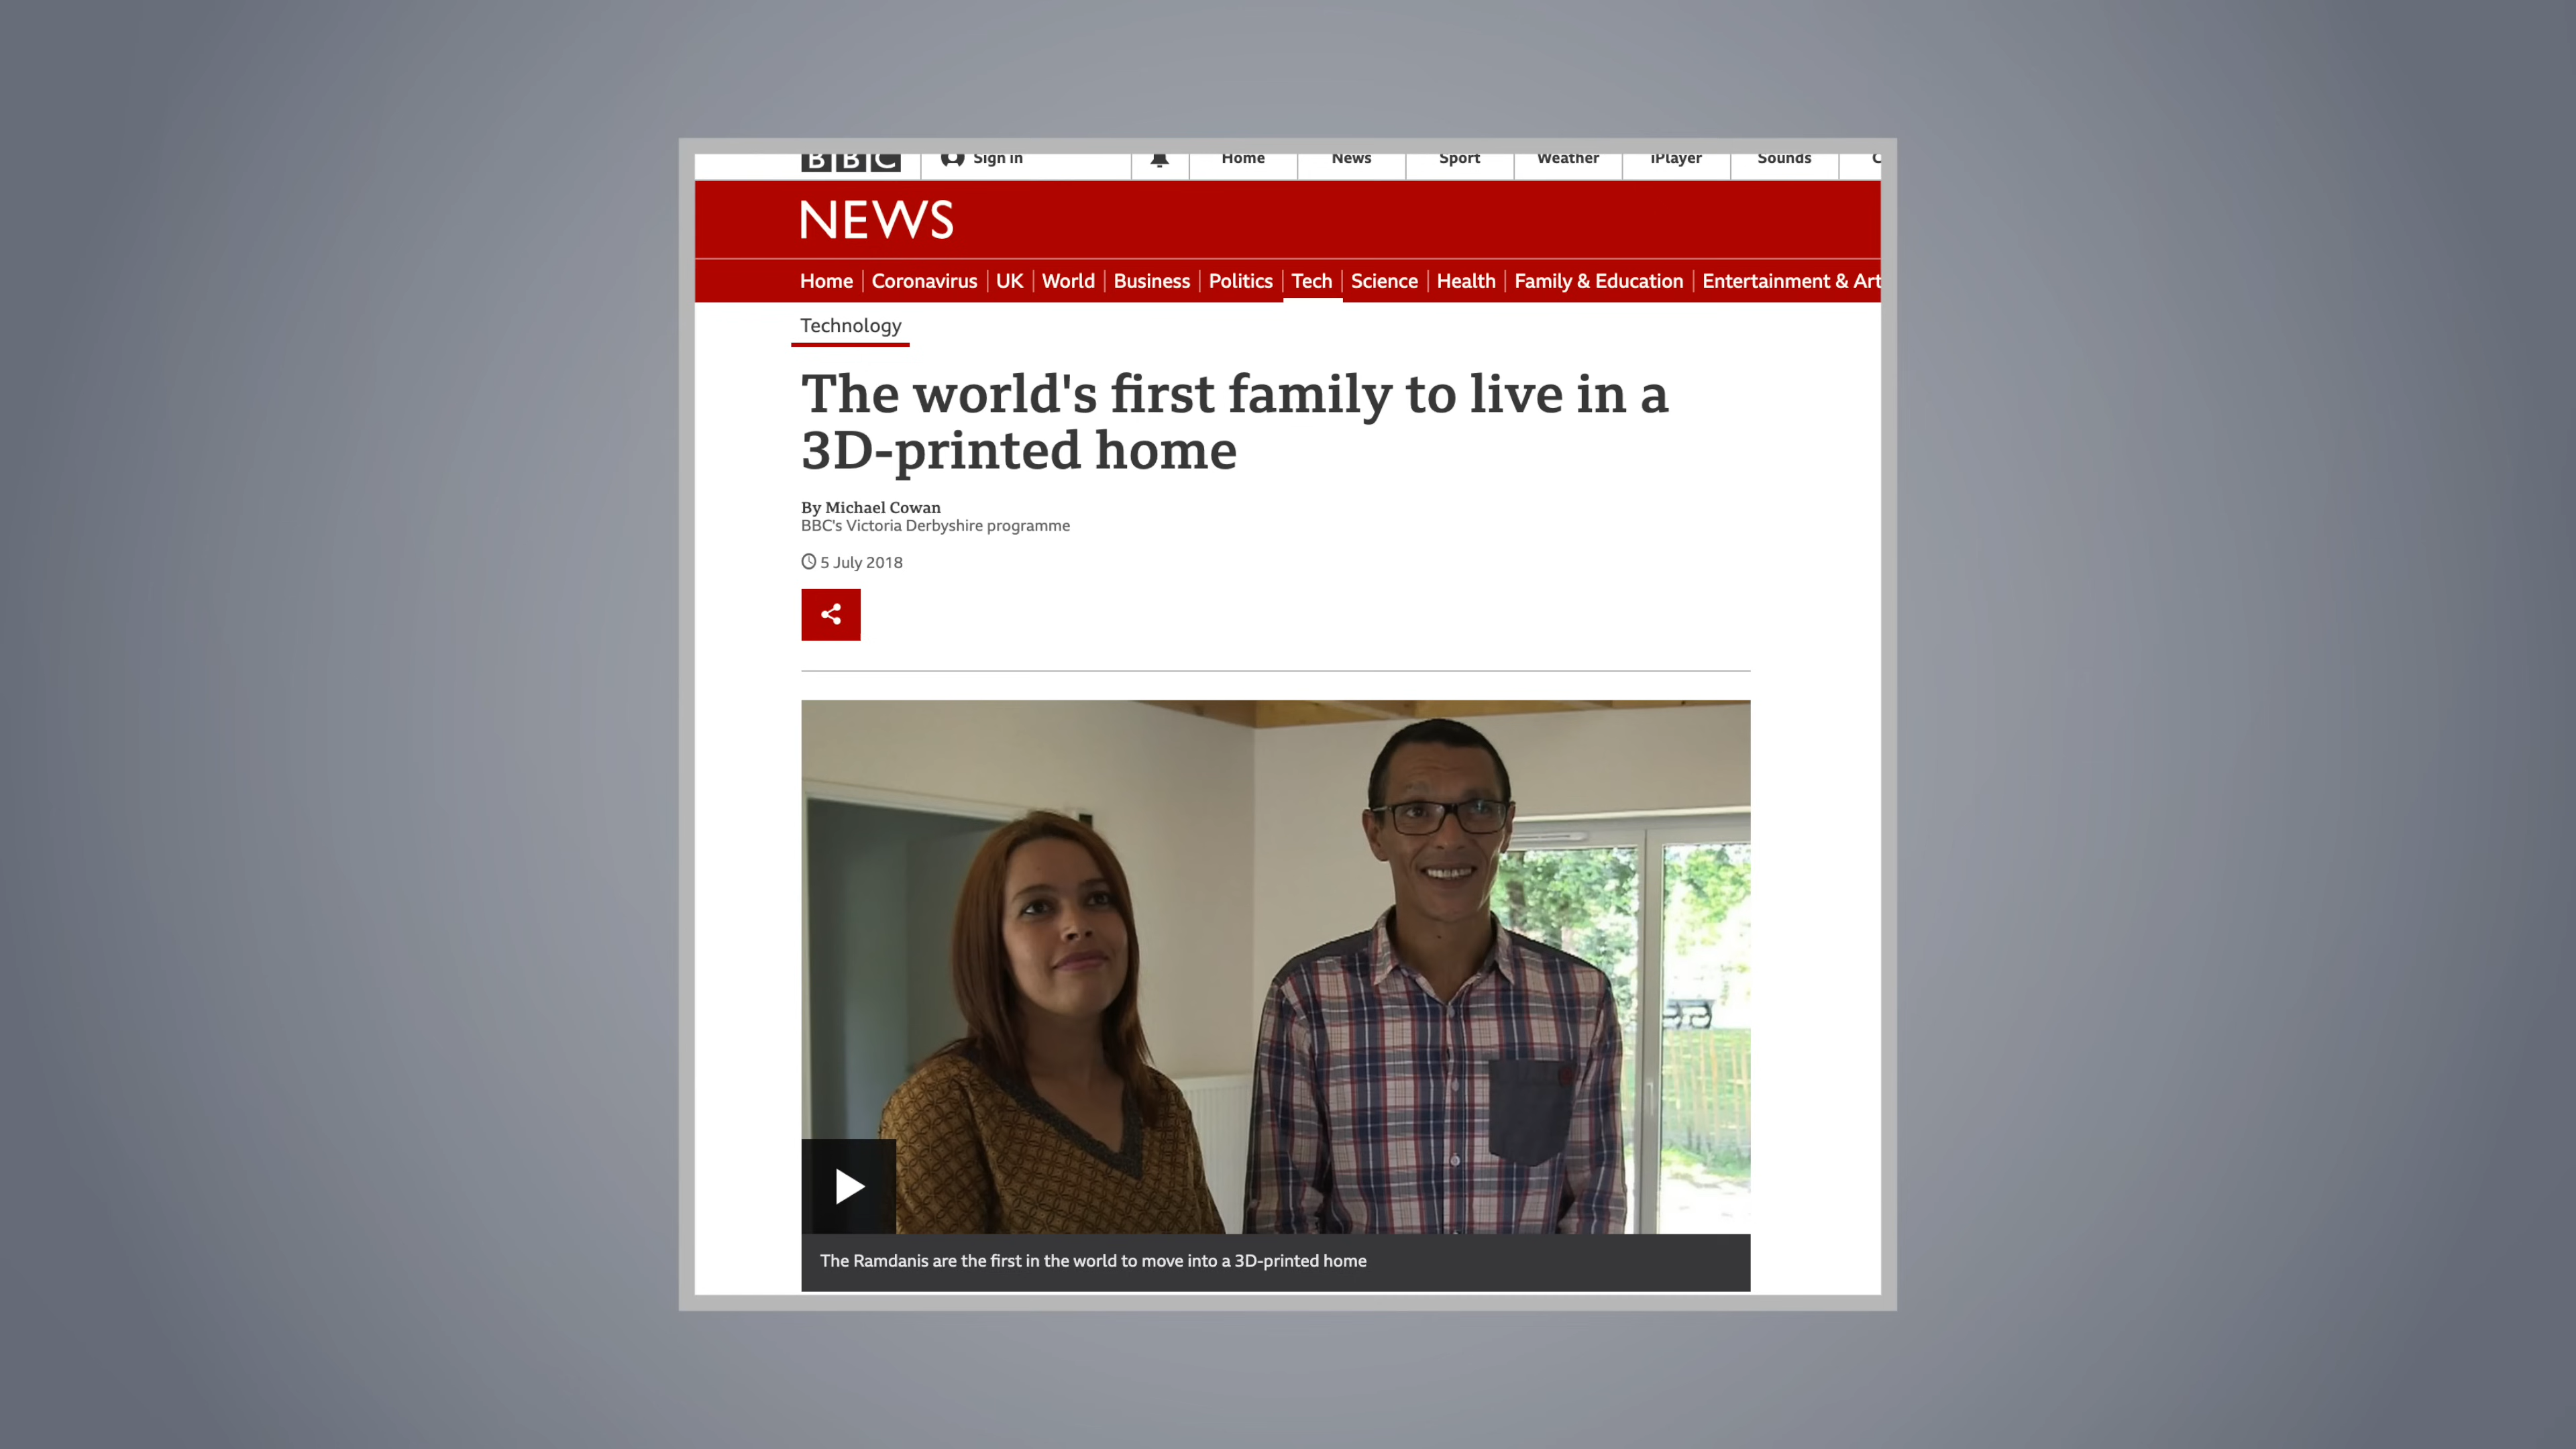 BBC Sign in Home News Sport Weather iPlayer Sounds
NEWS
Home Coronavirus UK World Business Politics Tech Science Health Family & Education Entertainment & Art
Technology
The world's first family to live in a
3D-printed home
By Michael Cowan
BBC's Victoria Derbyshire programme
5 July 2018
The Ramdanis are the first in the world to move into a 3D-printed home